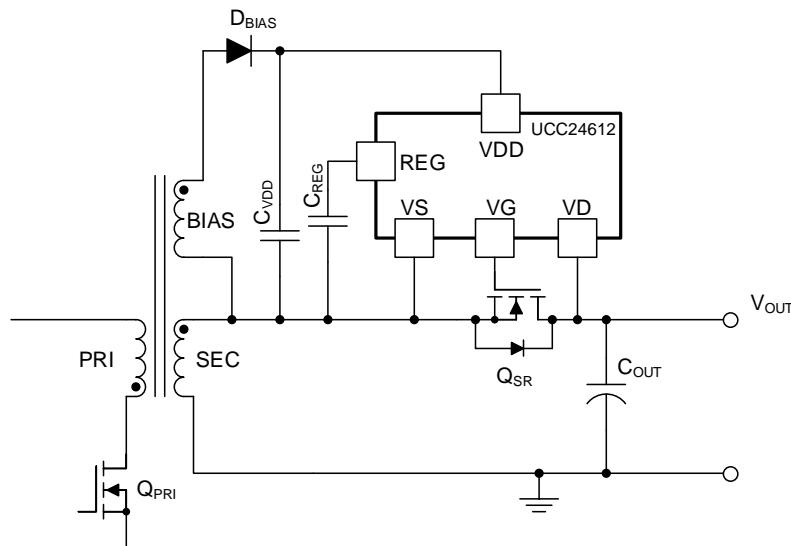 DBIAS
UCC24612
VDD
REG
CVDD
CREG
BIAS
VS
VG
VD
VOUT
PRI
SEC
QSR
COUT
QPRI